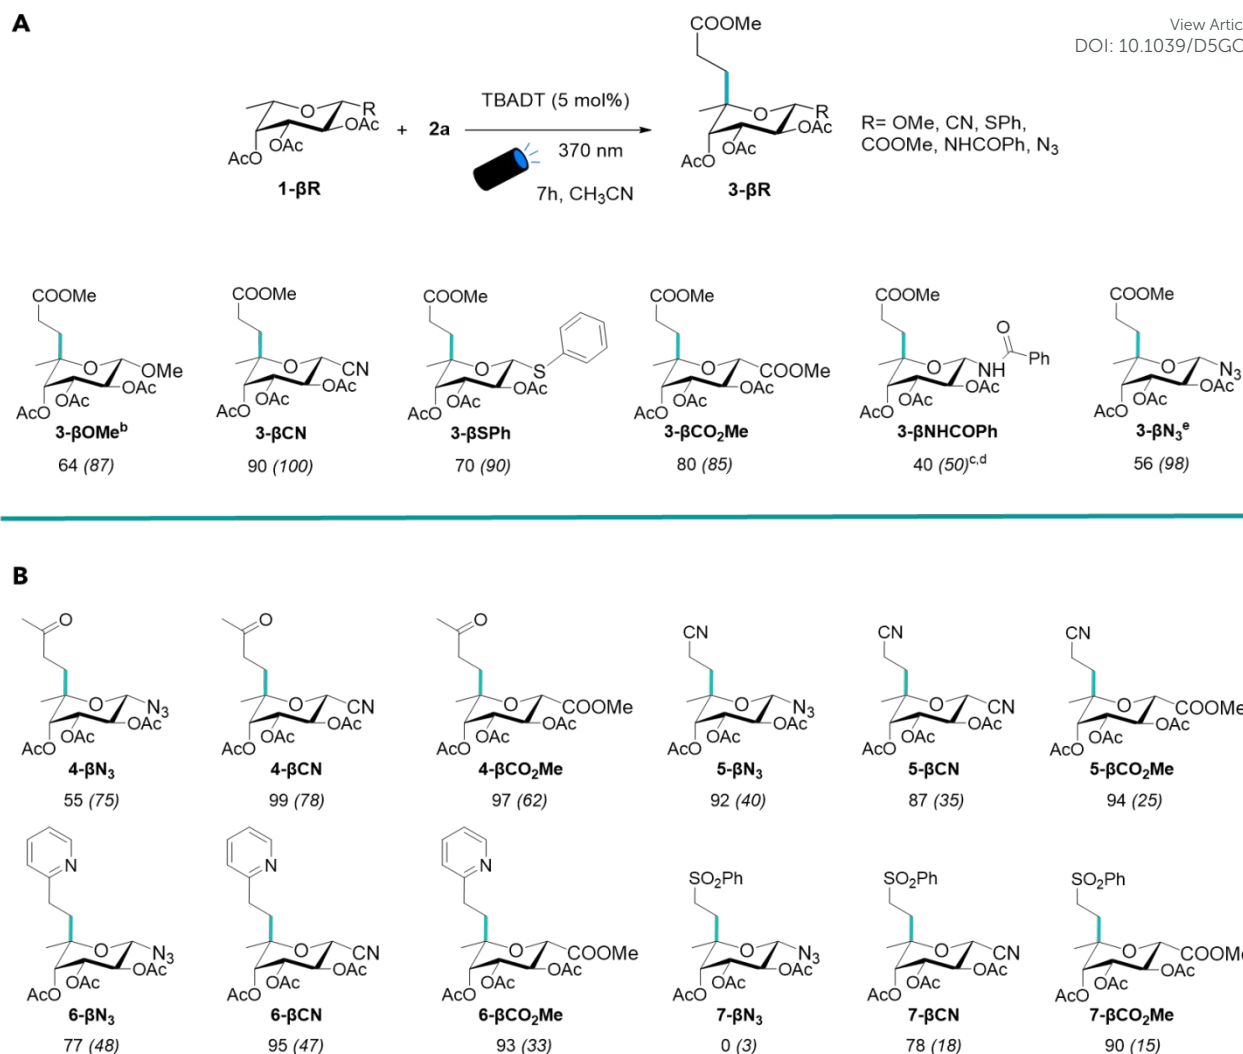 A
View Artic
DOI: 10.1039/D5GC
COOMe
O
R
OAc
OAc
AcO
1-βR
+ 2a
TBADT (5 mol%)
370 nm
7h, CH₃CN
O
R
OAc
OAc
AcO
3-βR
R= OMe, CN, SPh,
COOMe, NHCOPh, N₃
COOMe
O
OMe
OAc
OAc
AcO
3-βOMeᵇ
64 (87)
COOMe
O
CN
OAc
OAc
AcO
3-βCN
90 (100)
COOMe
O
S
OAc
OAc
AcO
3-βSPh
70 (90)
COOMe
O
COOMe
OAc
OAc
AcO
3-βCO₂Me
80 (85)
COOMe
O
O
Ph
NH
OAc
OAc
AcO
3-βNHCOPh
40 (50)ᶜ,ᵈ
COOMe
O
N₃
OAc
OAc
AcO
3-βN₃ᵉ
56 (98)
B
O
O
N₃
OAc
OAc
AcO
4-βN₃
55 (75)
O
O
CN
OAc
OAc
AcO
4-βCN
99 (78)
O
O
COOMe
OAc
OAc
AcO
4-βCO₂Me
97 (62)
CN
O
N₃
OAc
OAc
AcO
5-βN₃
92 (40)
CN
O
CN
OAc
OAc
AcO
5-βCN
87 (35)
CN
O
COOMe
OAc
OAc
AcO
5-βCO₂Me
94 (25)
N
O
N₃
OAc
OAc
AcO
6-βN₃
77 (48)
N
O
CN
OAc
OAc
AcO
6-βCN
95 (47)
N
O
COOMe
OAc
OAc
AcO
6-βCO₂Me
93 (33)
SO₂Ph
O
N₃
OAc
OAc
AcO
7-βN₃
0 (3)
SO₂Ph
O
CN
OAc
OAc
AcO
7-βCN
78 (18)
SO₂Ph
O
COOMe
OAc
OAc
AcO
7-βCO₂Me
90 (15)